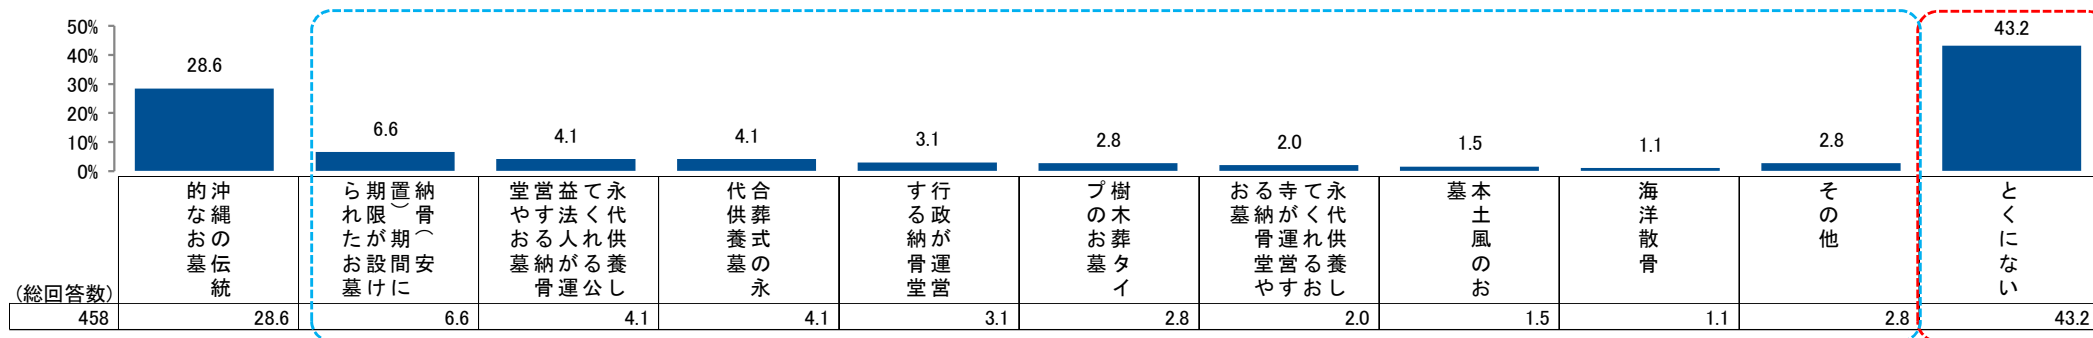 50%
40%
30%
20%
10%
0%
28.6
6.6
4.1
4.1
3.1
2.8
2.0
1.5
1.1
2.8
43.2
沖縄の伝統
的なお墓
納骨（安
置）期間に
期限が設け
られたお墓
永代供養し
てくれる公
益法人が運
営する納骨
堂やお墓
合葬式の永
代供養墓
行政が運営
する納骨堂
樹木葬タイ
プのお墓
永代供養し
てくれるお
寺が運営す
る納骨堂や
お墓
本土風のお
墓
海洋散骨
その他
とくにない
(総回答数)
458
28.6
6.6
4.1
4.1
3.1
2.8
2.0
1.5
1.1
2.8
43.2